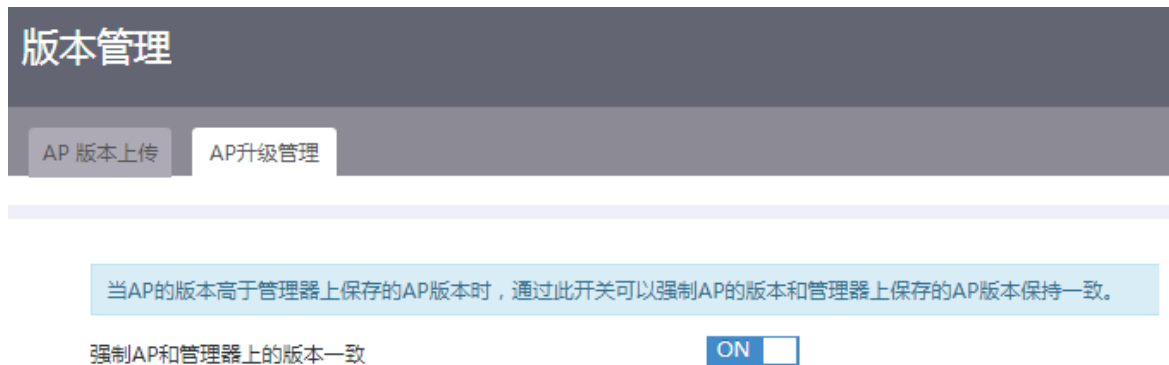 版本管理
AP 版本上传 AP升级管理
当AP的版本高于管理器上保存的AP版本时，通过此开关可以强制AP的版本和管理器上保存的AP版本保持一致。
强制AP和管理器上的版本一致 ON